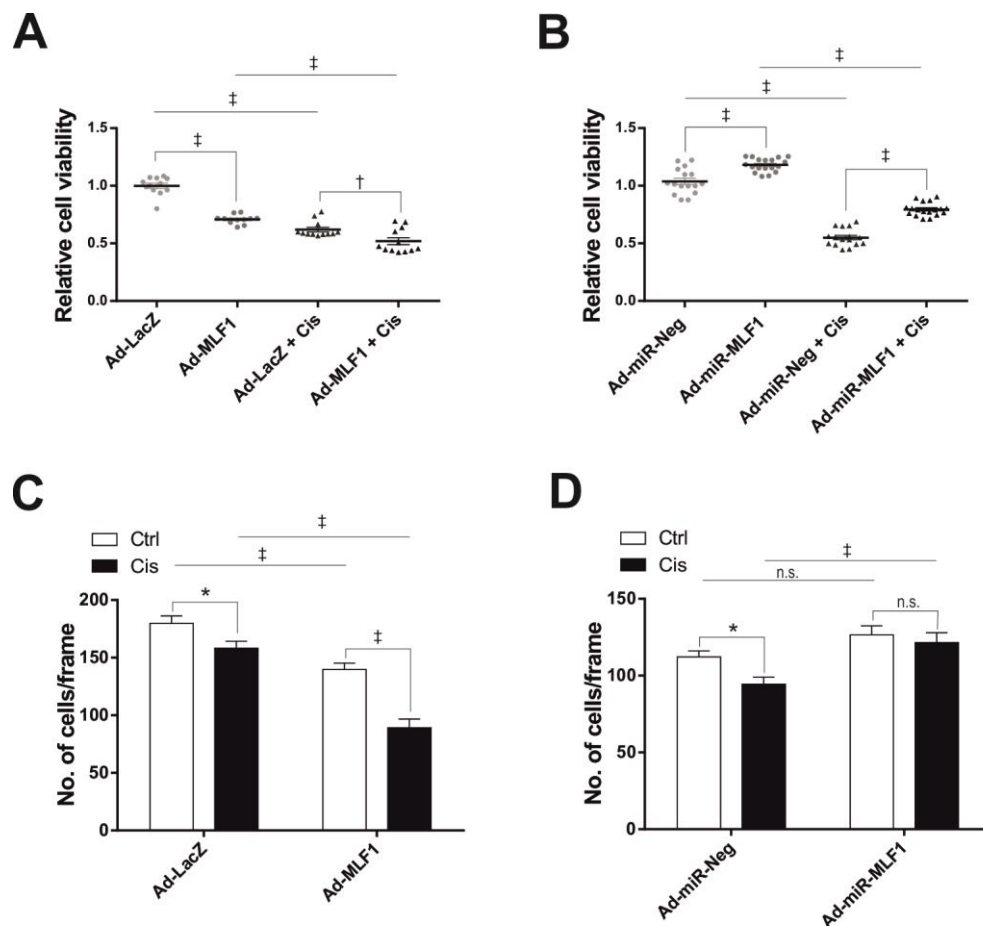 A
‡
‡
‡
†
Relative cell viability
1.5
1.0
0.5
0.0
Ad-LacZ
Ad-MLF1
Ad-LacZ + Cis
Ad-MLF1 + Cis
B
‡
‡
‡
‡
Relative cell viability
1.5
1.0
0.5
0.0
Ad-miR-Neg
Ad-miR-MLF1
Ad-miR-Neg + Cis
Ad-miR-MLF1 + Cis
C
Ctrl
Cis
‡
‡
*
‡
No. of cells/frame
200
150
100
50
0
Ad-LacZ
Ad-MLF1
D
Ctrl
Cis
‡
n.s.
*
n.s.
No. of cells/frame
150
100
50
0
Ad-miR-Neg
Ad-miR-MLF1